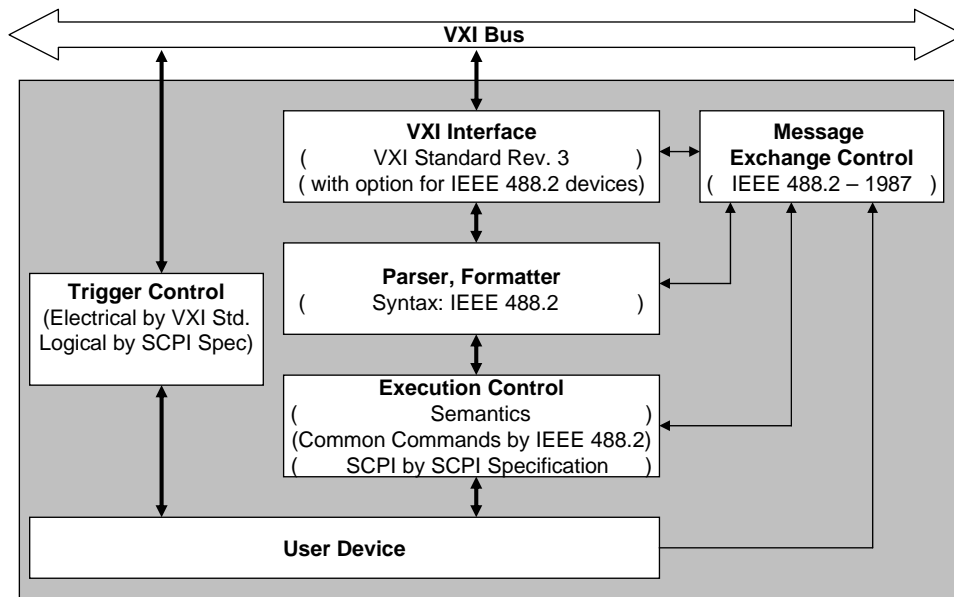 VXI Bus
VXI Interface
( VXI Standard Rev. 3 )
( with option for IEEE 488.2 devices)
Message
Exchange Control
( IEEE 488.2 – 1987 )
Parser, Formatter
( Syntax: IEEE 488.2 )
Trigger Control
(Electrical by VXI Std.
Logical by SCPI Spec)
Execution Control
( Semantics )
(Common Commands by IEEE 488.2)
( SCPI by SCPI Specification )
User Device